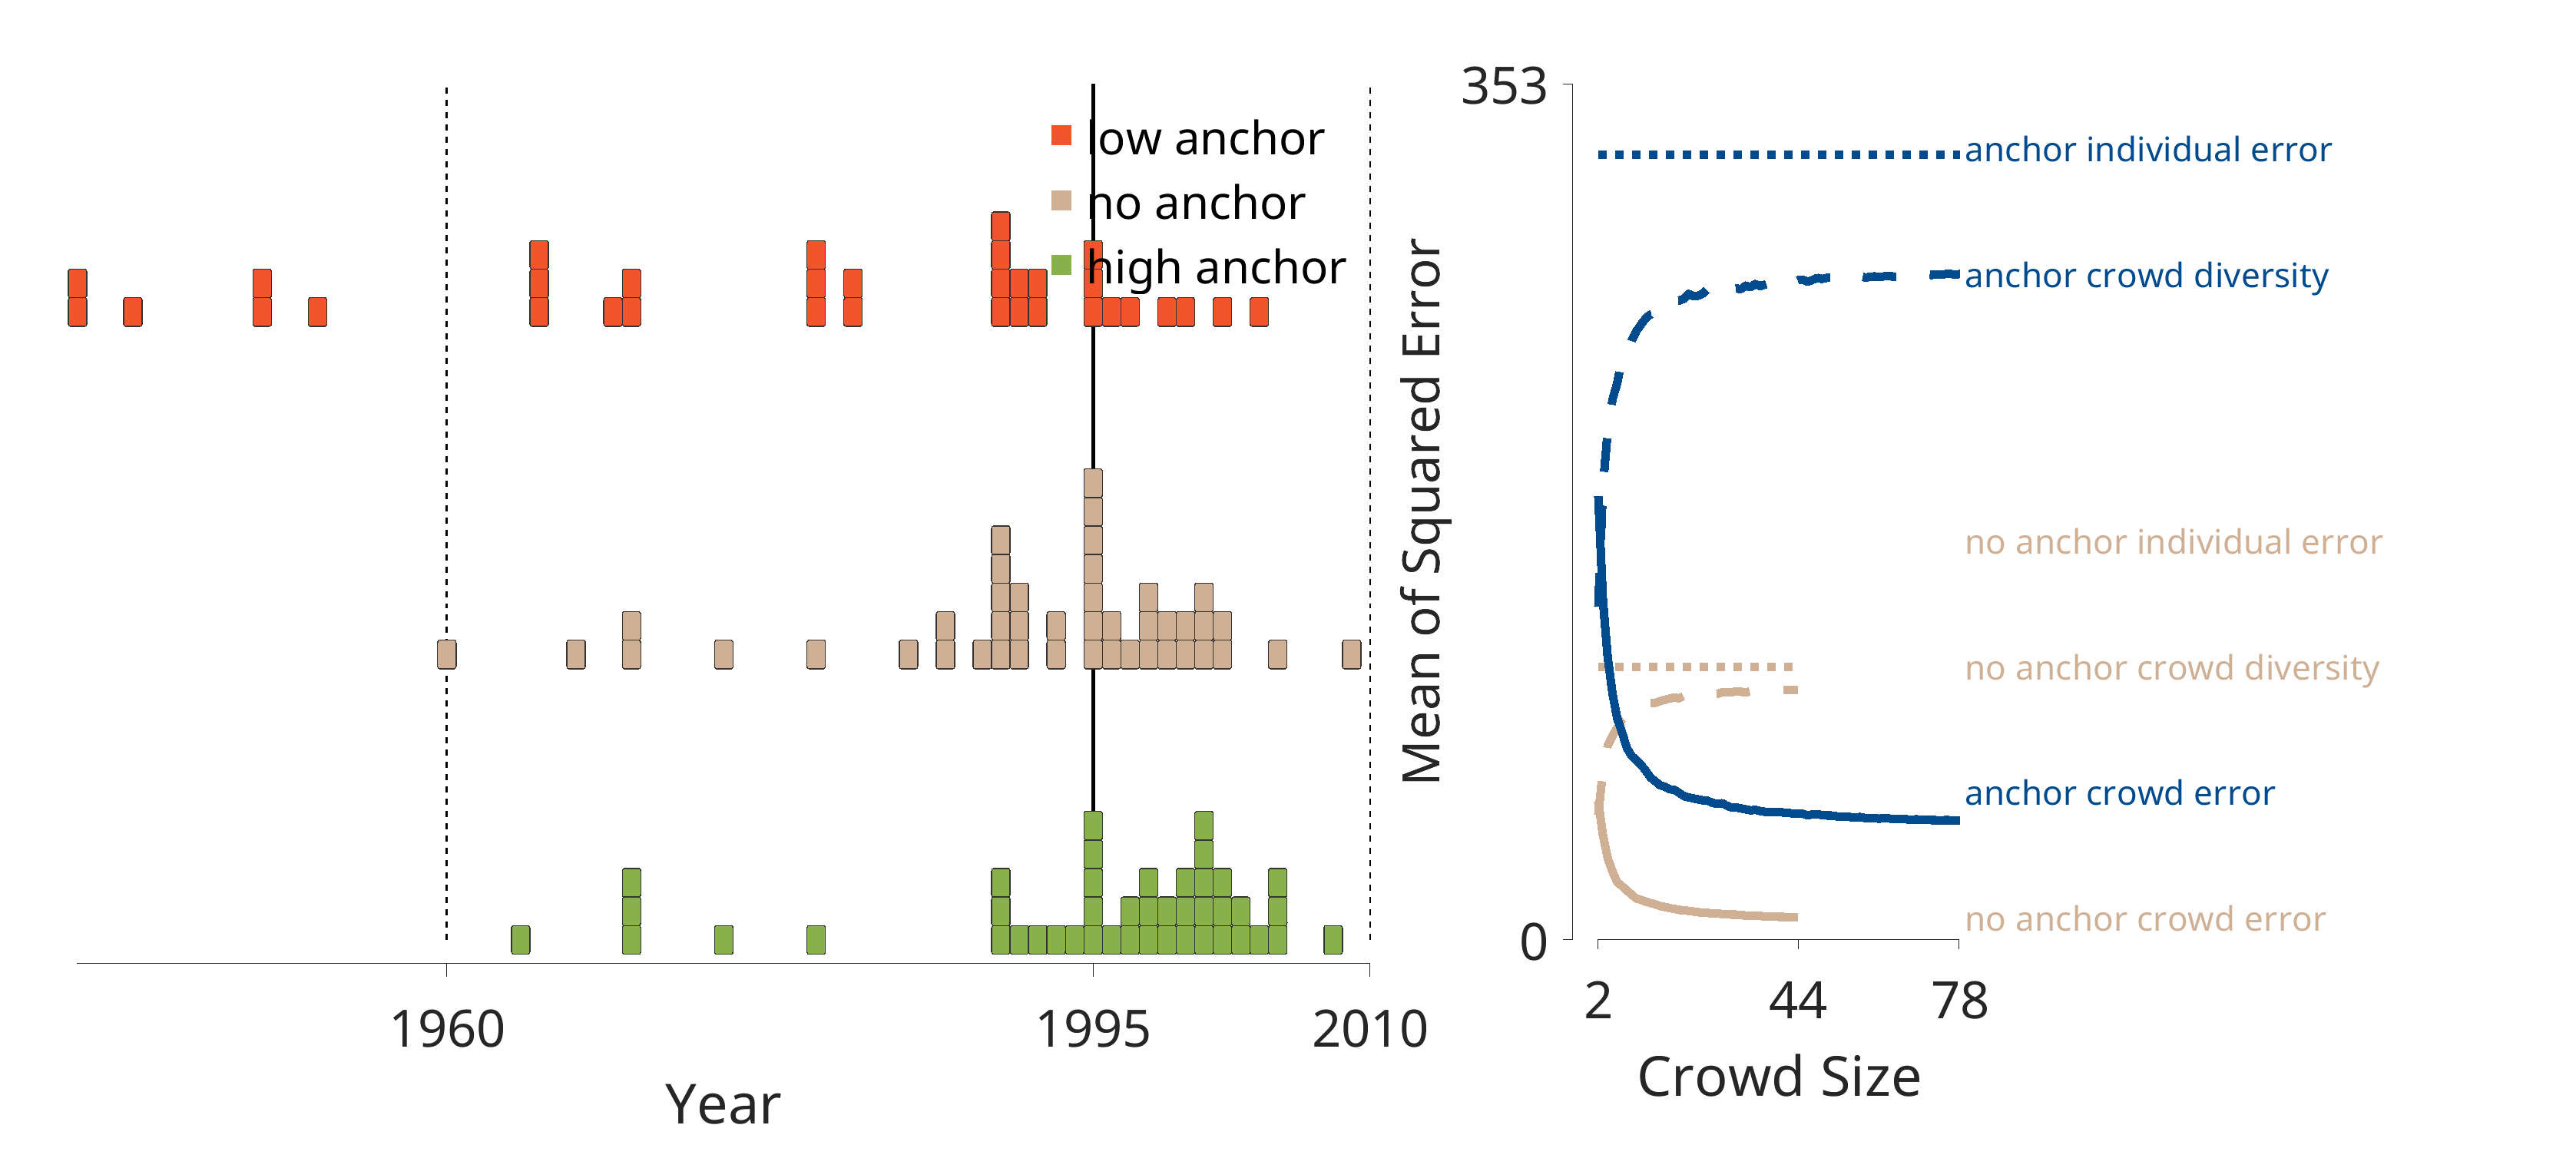 low anchor
no anchor
high anchor
1960
1995
2010
Year
Mean of Squared Error
353
0
anchor individual error
anchor crowd diversity
no anchor individual error
no anchor crowd diversity
anchor crowd error
no anchor crowd error
2
44
78
Crowd Size